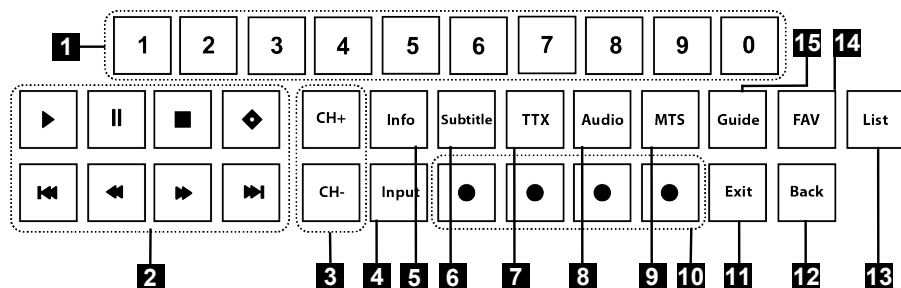 1 1 2 3 4 5 6 7 8 9 0
15 14
CH+ Info Subtitle TTX Audio MTS Guide FAV List
CH- Input Exit Back
2 3 4 5 6 7 8 9 10 11 12 13